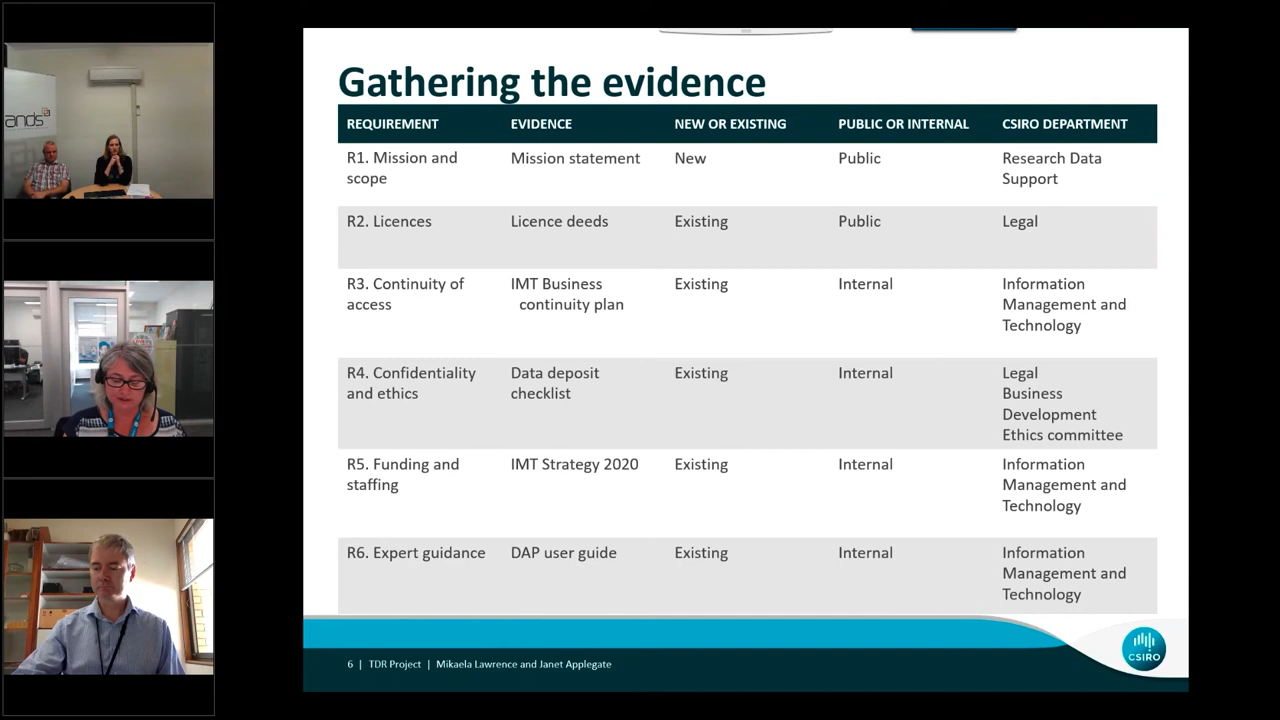 ands
Gathering the evidence
REQUIREMENT EVIDENCE NEW OR EXISTING PUBLIC OR INTERNAL CSIRO DEPARTMENT
R1. Mission and scope Mission statement New Public Research Data Support
R2. Licences Licence deeds Existing Public Legal
R3. Continuity of access IMT Business continuity plan Existing Internal Information Management and Technology
R4. Confidentiality and ethics Data deposit checklist Existing Internal Legal Business Development Ethics committee
R5. Funding and staffing IMT Strategy 2020 Existing Internal Information Management and Technology
R6. Expert guidance DAP user guide Existing Internal Information Management and Technology
6 | TDR Project | Mikaela Lawrence and Janet Applegate
CSIRO